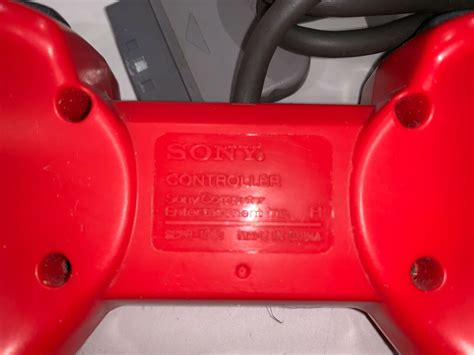 SONY.
CONTROLLER
Sony Computer
Entertainment Inc. H